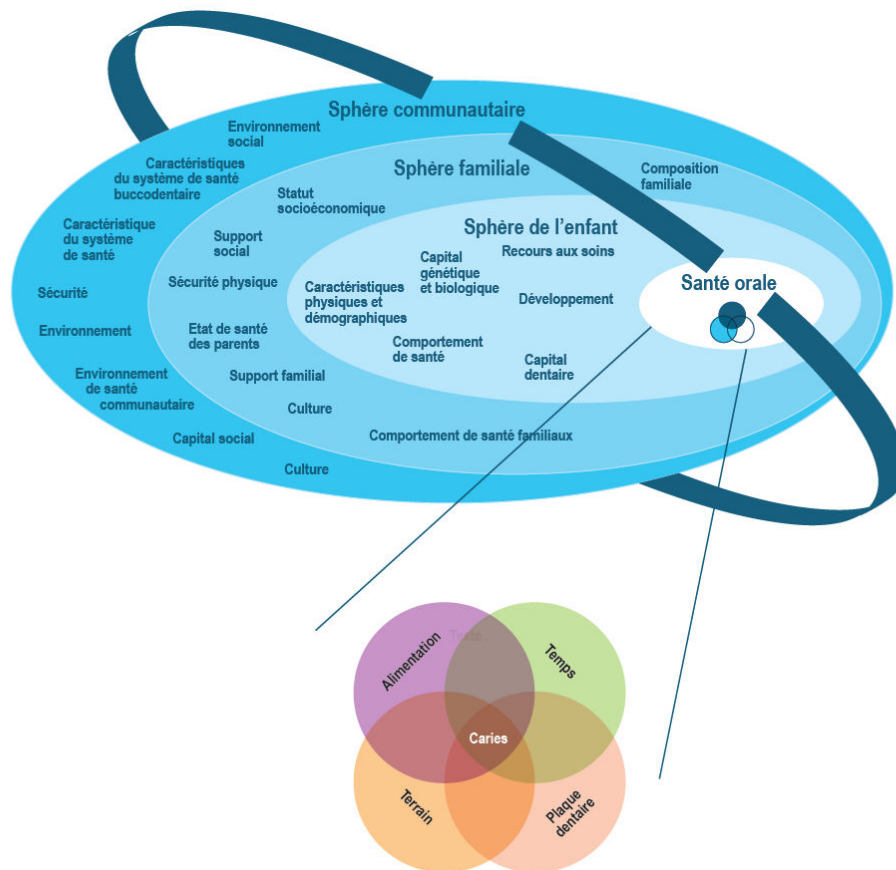 Sphère communautaire
Environnement
social
Caractéristiques
du système de santé
buccodentaire
Caractéristique
du système
de santé
Sécurité
Environnement
Environnement
de santé
communautaire
Capital social
Culture
Sphère familiale
Composition
familiale
Statut
socioéconomique
Support
social
Sécurité physique
Etat de santé
des parents
Support familial
Culture
Comportement de santé familiaux
Sphère de l'enfant
Recours aux soins
Capital
génétique
et biologique
Caractéristiques
physiques et
démographiques
Développement
Comportement
de santé
Capital
dentaire
Santé orale
Alimentation
Temps
Caries
Terrain
Plaque
dentaire